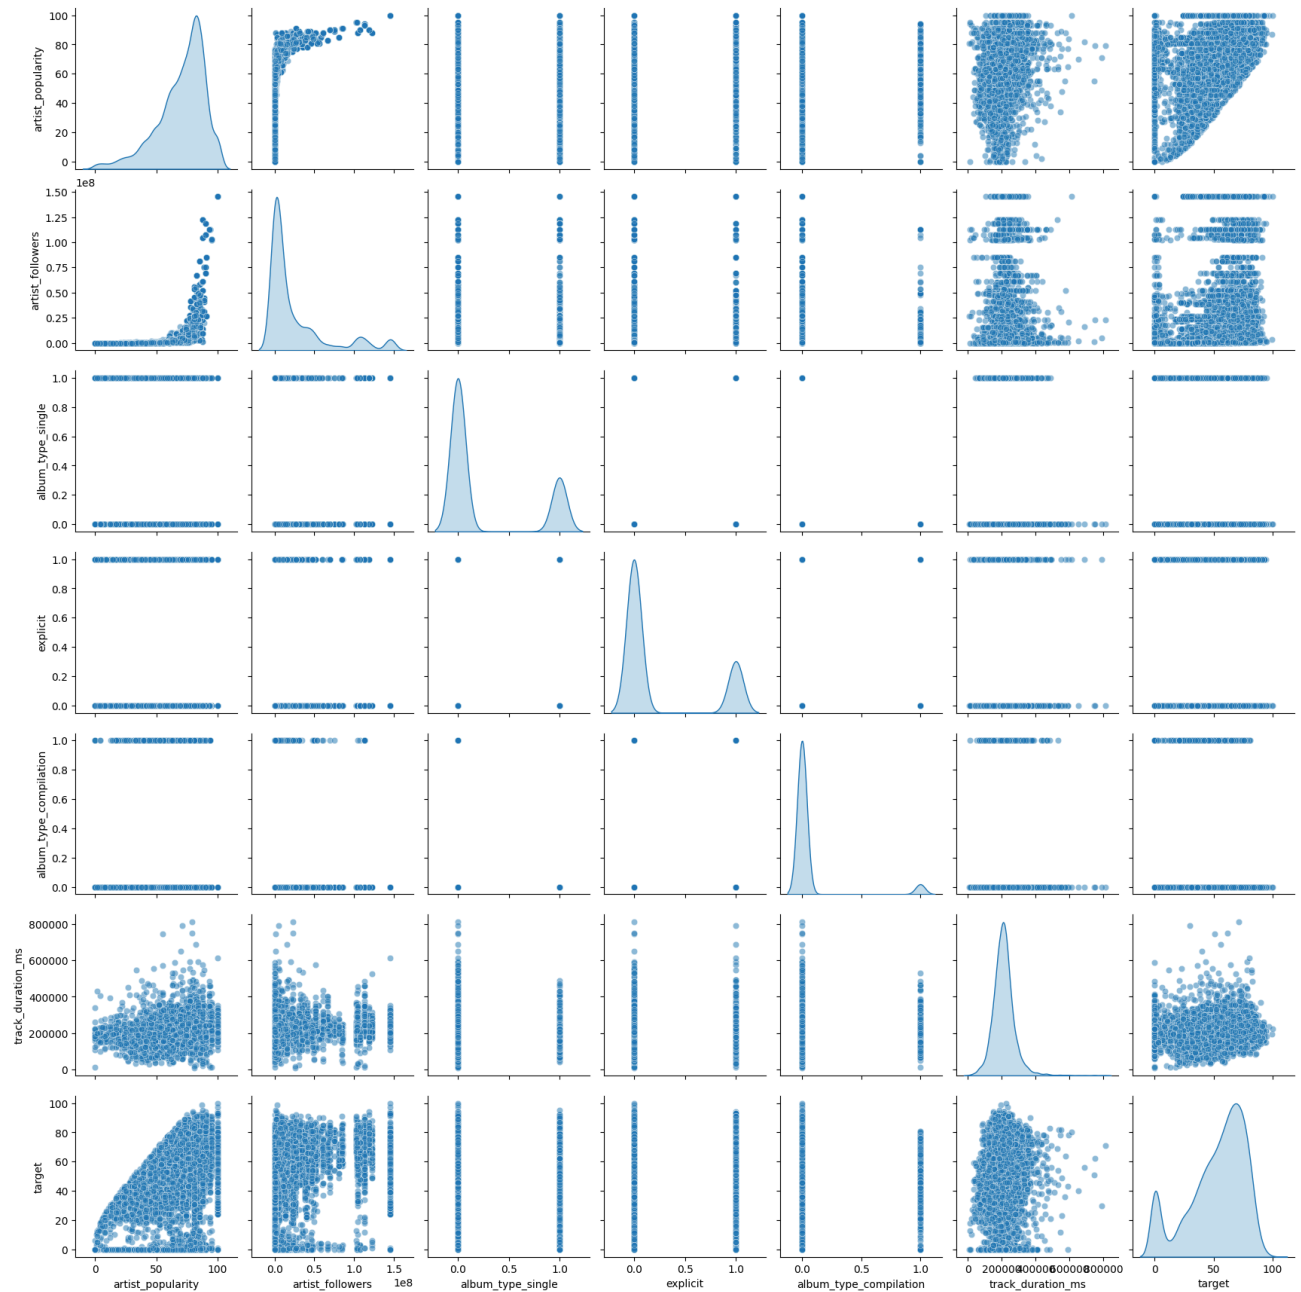 100
80
60
40
20
0
artist_popularity
1e8
1.50
1.25
1.00
0.75
0.50
0.25
0.00
artist_followers
1.0
0.8
0.6
0.4
0.2
0.0
album_type_single
1.0
0.8
0.6
0.4
0.2
0.0
explicit
1.0
0.8
0.6
0.4
0.2
0.0
album_type_compilation
800000
600000
400000
200000
0
track_duration_ms
100
80
60
40
20
0
target
0 50 100
0.0 0.5 1.0 1.5
0.0 0.5 1.0
0.0 0.5 1.0
0.0 0.5 1.0
0 200000 400000 600000 800000
0 50 100
artist_popularity
artist_followers
1e8
album_type_single
explicit
album_type_compilation
track_duration_ms
target